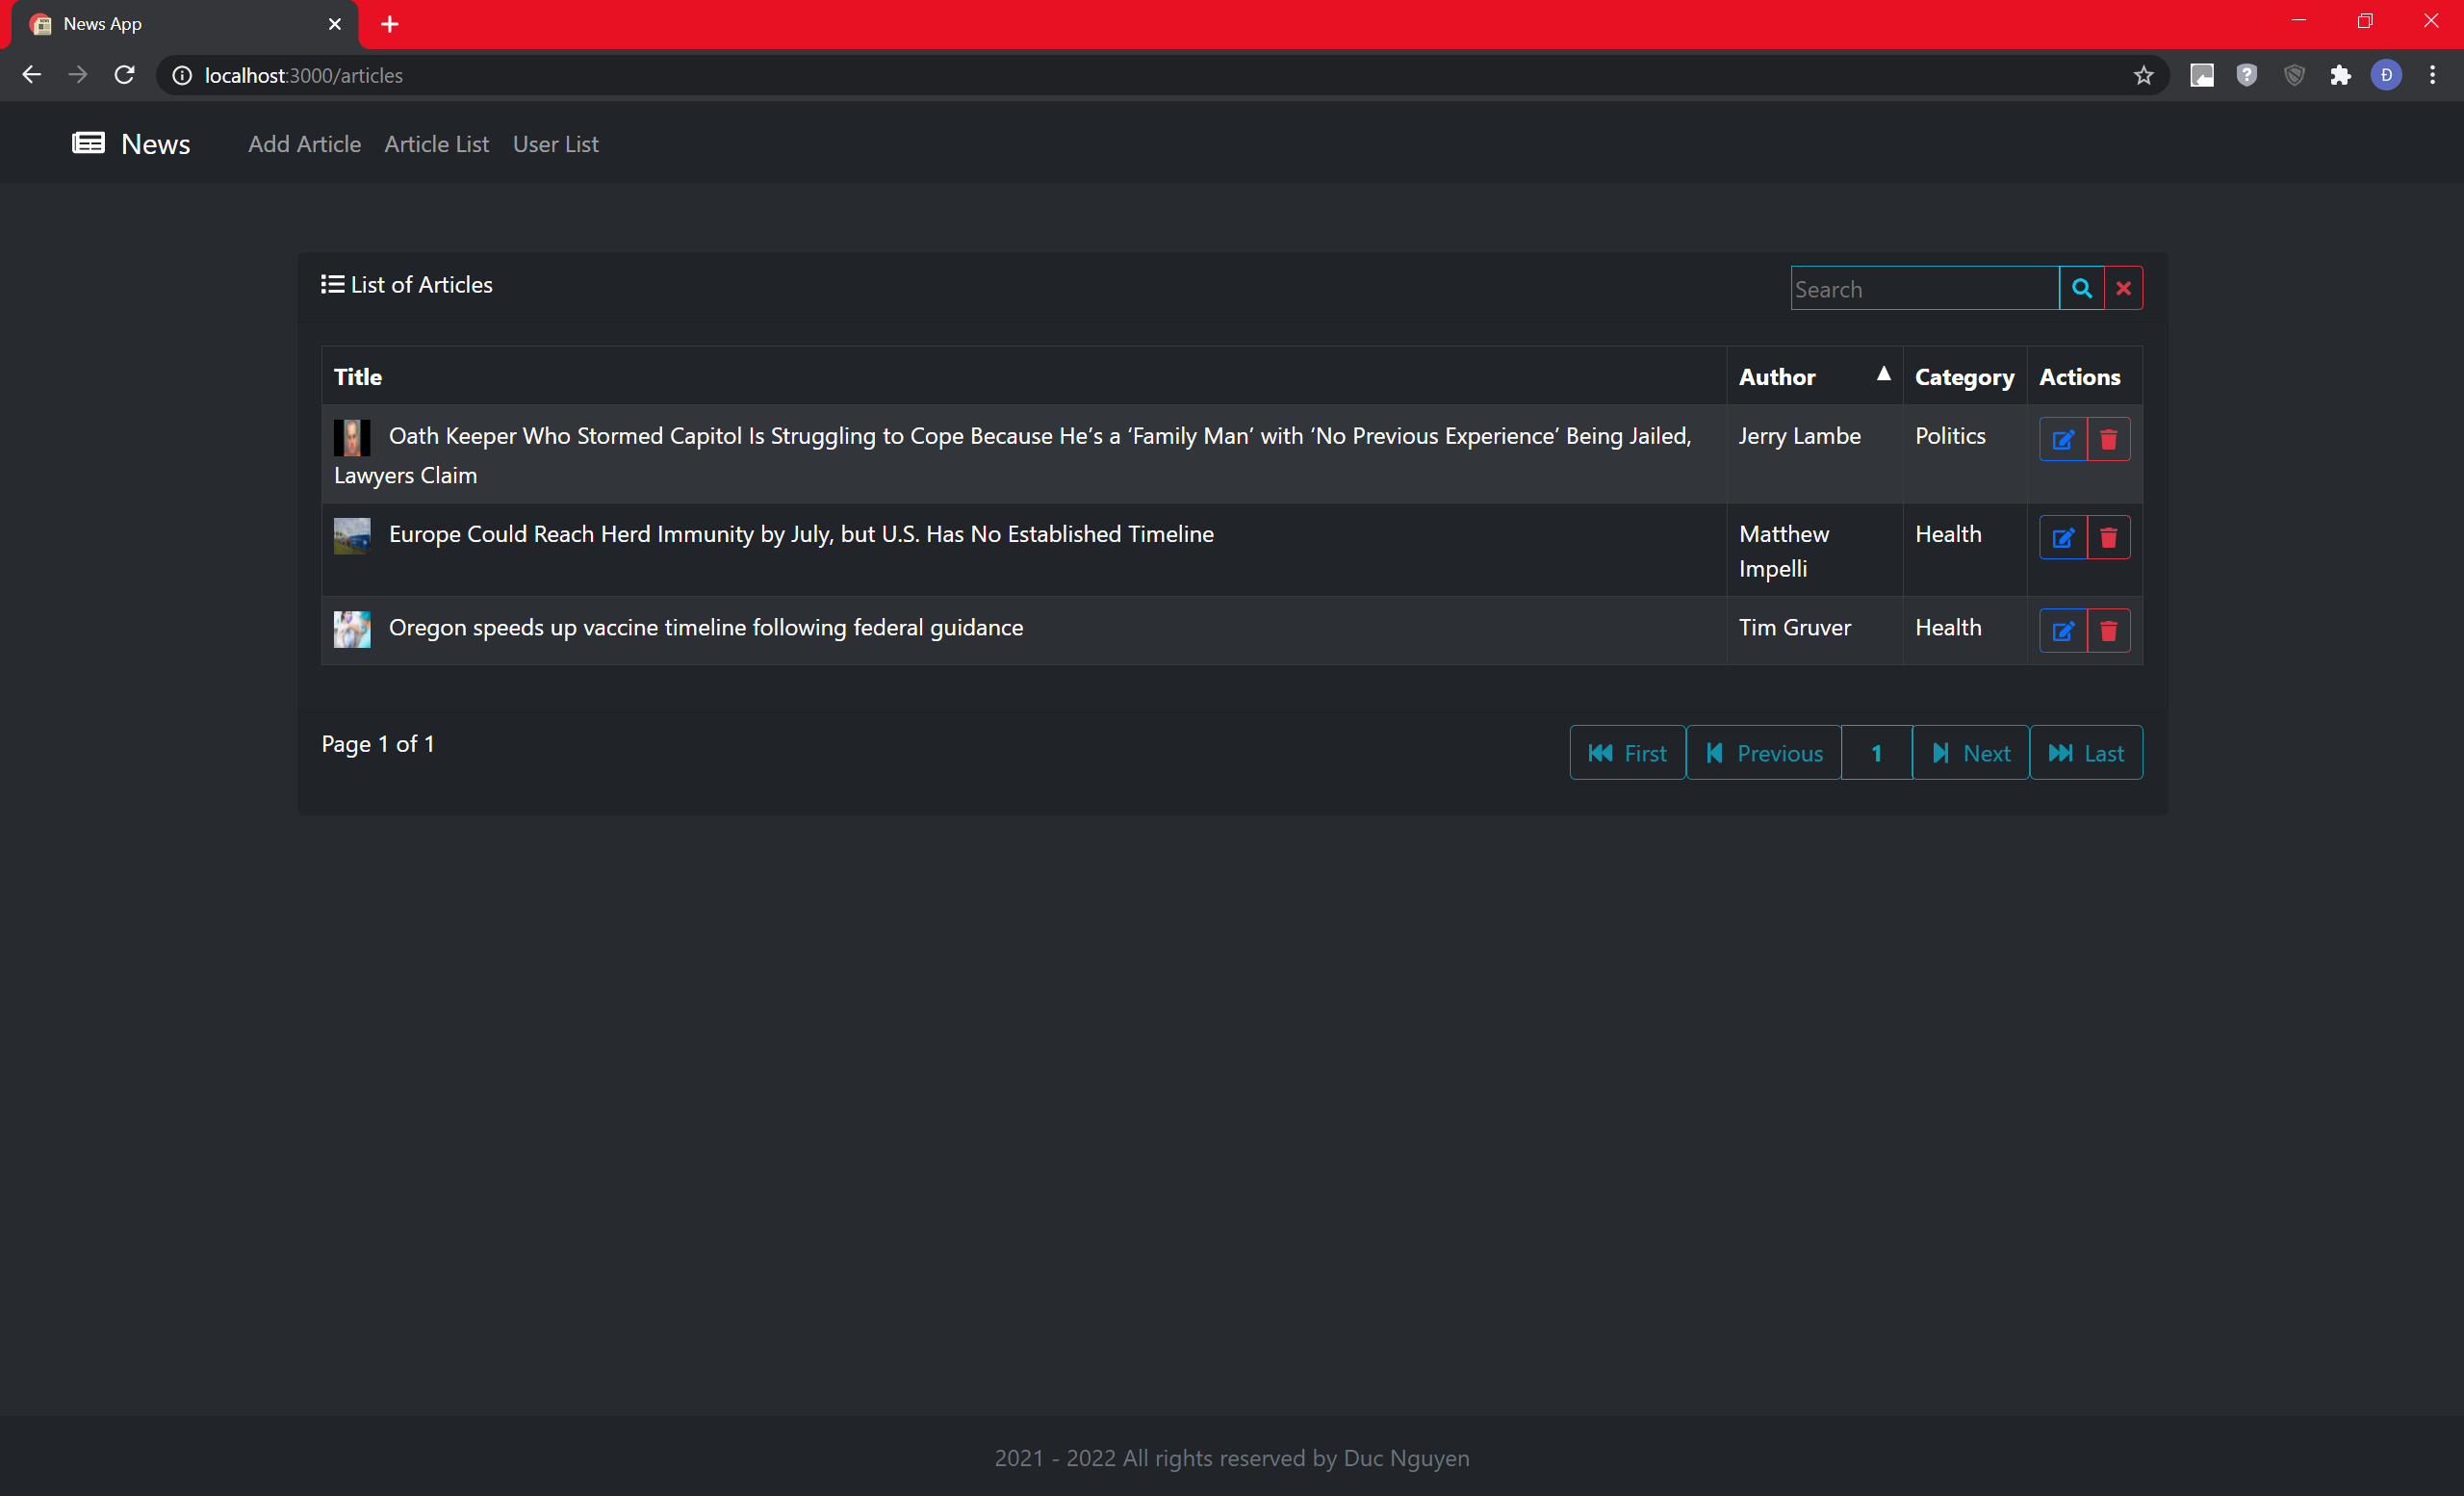 News App
localhost:3000/articles
Đ
News
Add Article
Article List
User List
List of Articles
Search
Title
Author
Category
Actions
Oath Keeper Who Stormed Capitol Is Struggling to Cope Because He’s a ‘Family Man’ with ‘No Previous Experience’ Being Jailed,
Lawyers Claim
Jerry Lambe
Politics
Europe Could Reach Herd Immunity by July, but U.S. Has No Established Timeline
Matthew
Impelli
Health
Oregon speeds up vaccine timeline following federal guidance
Tim Gruver
Health
Page 1 of 1
First
Previous
1
Next
Last
2021 - 2022 All rights reserved by Duc Nguyen